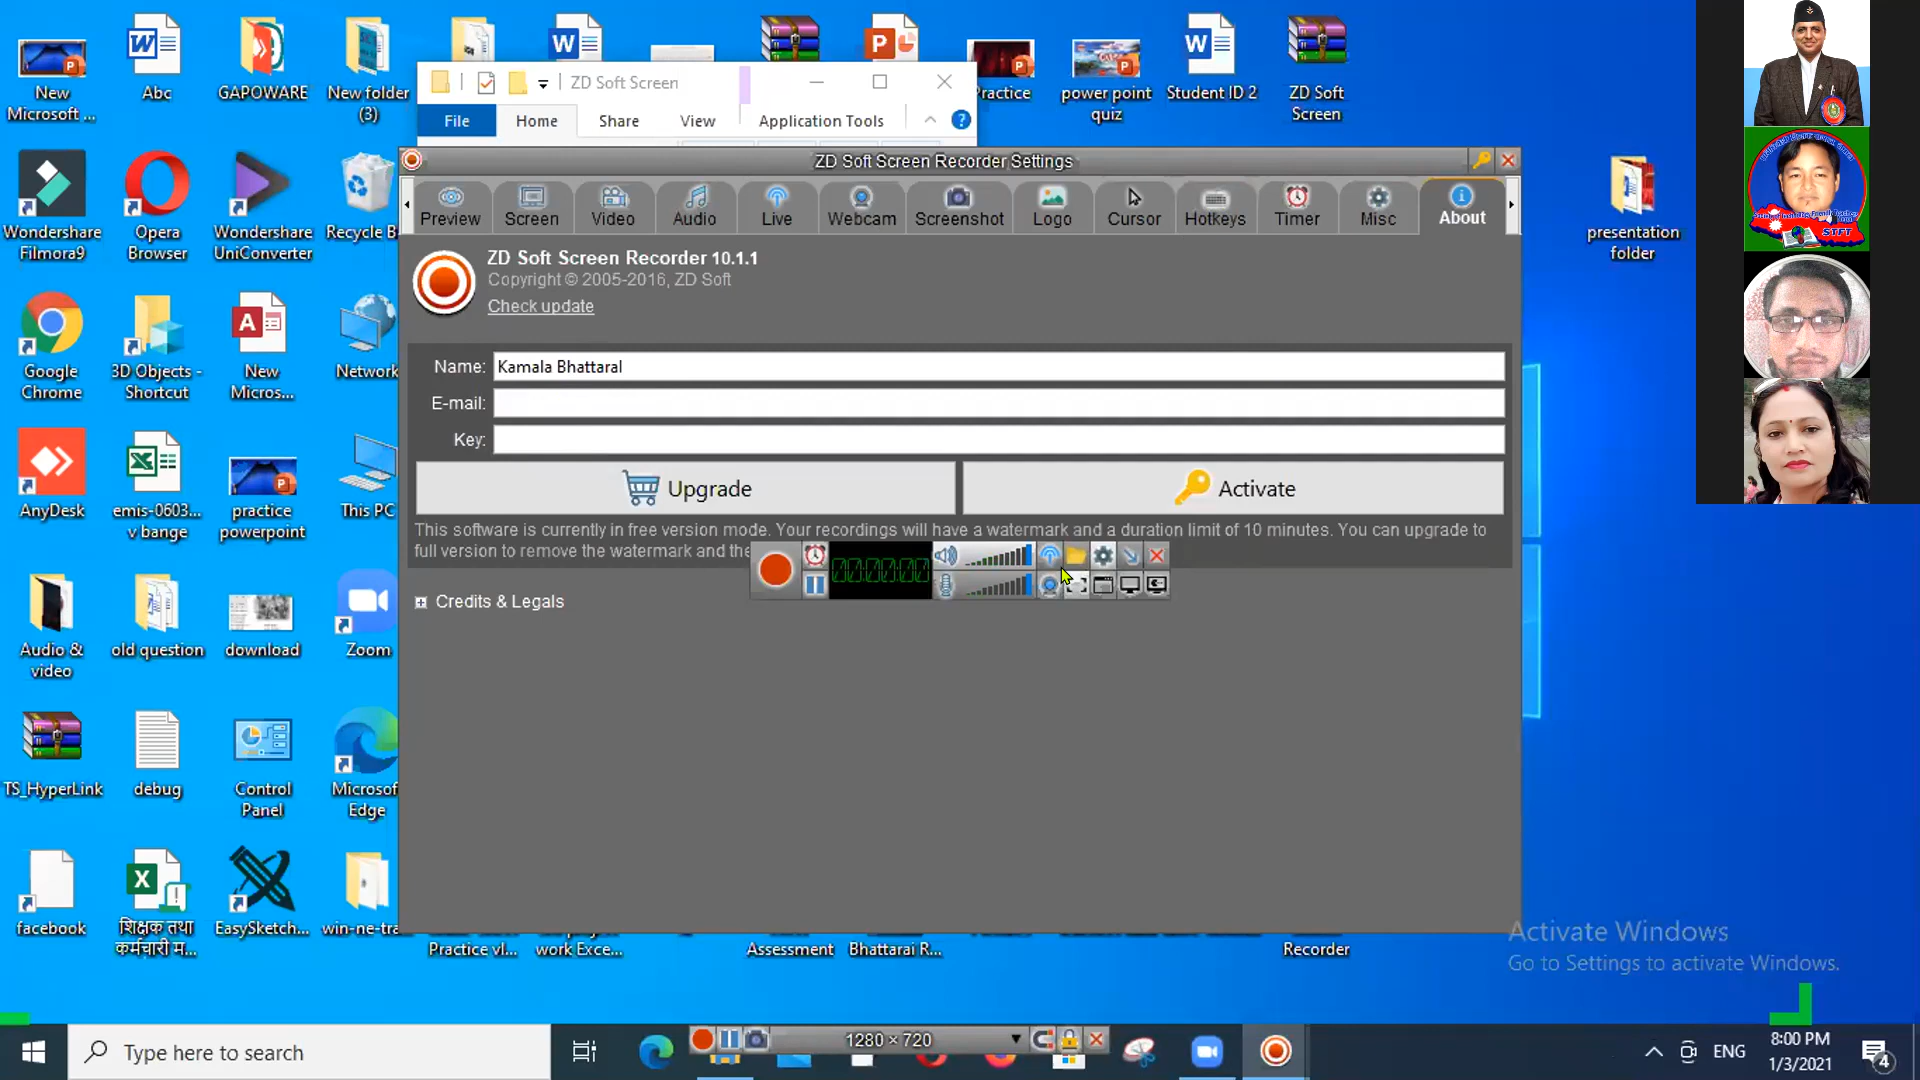 New
Microsoft ...
Abc
GAPOWARE
New folder
(3)
Practice
power point
quiz
Student ID 2
ZD Soft
Screen
ZD Soft Screen
File
Home
Share
View
Application Tools
ZD Soft Screen Recorder Settings
Preview
Screen
Video
Audio
Live
Webcam
Screenshot
Logo
Cursor
Hotkeys
Timer
Misc
About
ZD Soft Screen Recorder 10.1.1
Copyright © 2005-2016, ZD Soft
Check update
Name: Kamala Bhattaral
E-mail:
Key:
Upgrade
Activate
This software is currently in free version mode. Your recordings will have a watermark and a duration limit of 10 minutes. You can upgrade to
full version to remove the watermark and the
Credits & Legals
Wondershare
Filmora9
Opera
Browser
Wondershare
UniConverter
Recycle B
presentation
folder
Google
Chrome
3D Objects -
Shortcut
New
Micros...
Network
AnyDesk
emis-0603...
v bange
practice
powerpoint
This PC
Audio &
video
old question
download
Zoom
TS_HyperLink
debug
Control
Panel
Microsof
Edge
facebook
शिक्षक तथा
कर्मचारी म...
EasySketch...
win-ne-tra
Practice vl...
work Exce...
Assessment
Bhattarai R...
Recorder
STFT
Activate Windows
Go to Settings to activate Windows.
Type here to search
1280 × 720
ENG
8:00 PM
1/3/2021
4